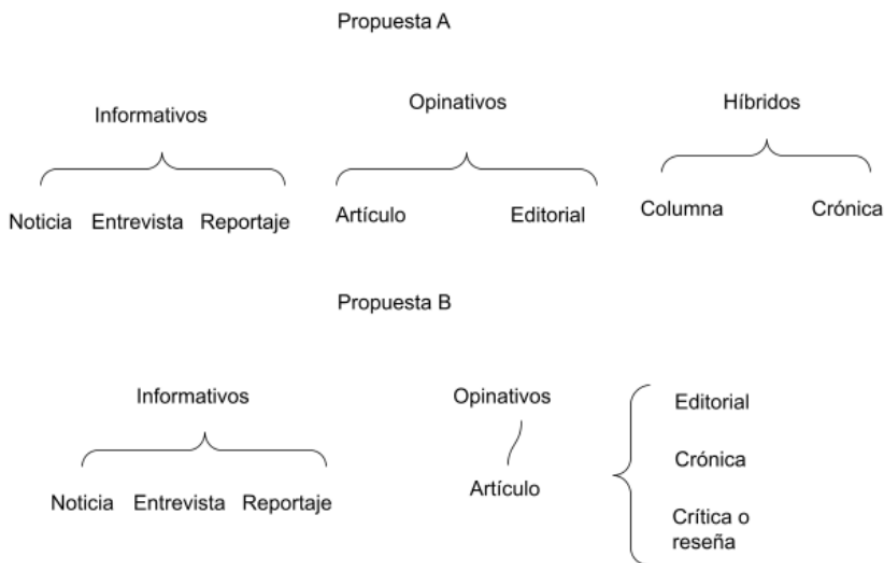 Propuesta A
Informativos
Opinativos
Híbridos
Noticia Entrevista Reportaje
Artículo Editorial
Columna Crónica
Propuesta B
Informativos
Opinativos
Noticia Entrevista Reportaje
Artículo
Editorial
Crónica
Crítica o
reseña